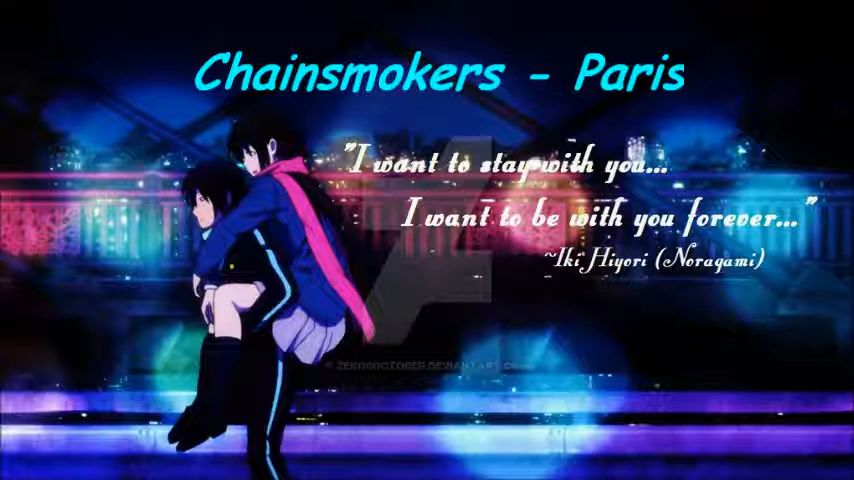 Chainsmokers - Paris
"I want to stay with you...
I want to be with you forever..."
~Iki Hiyori (Noragami)